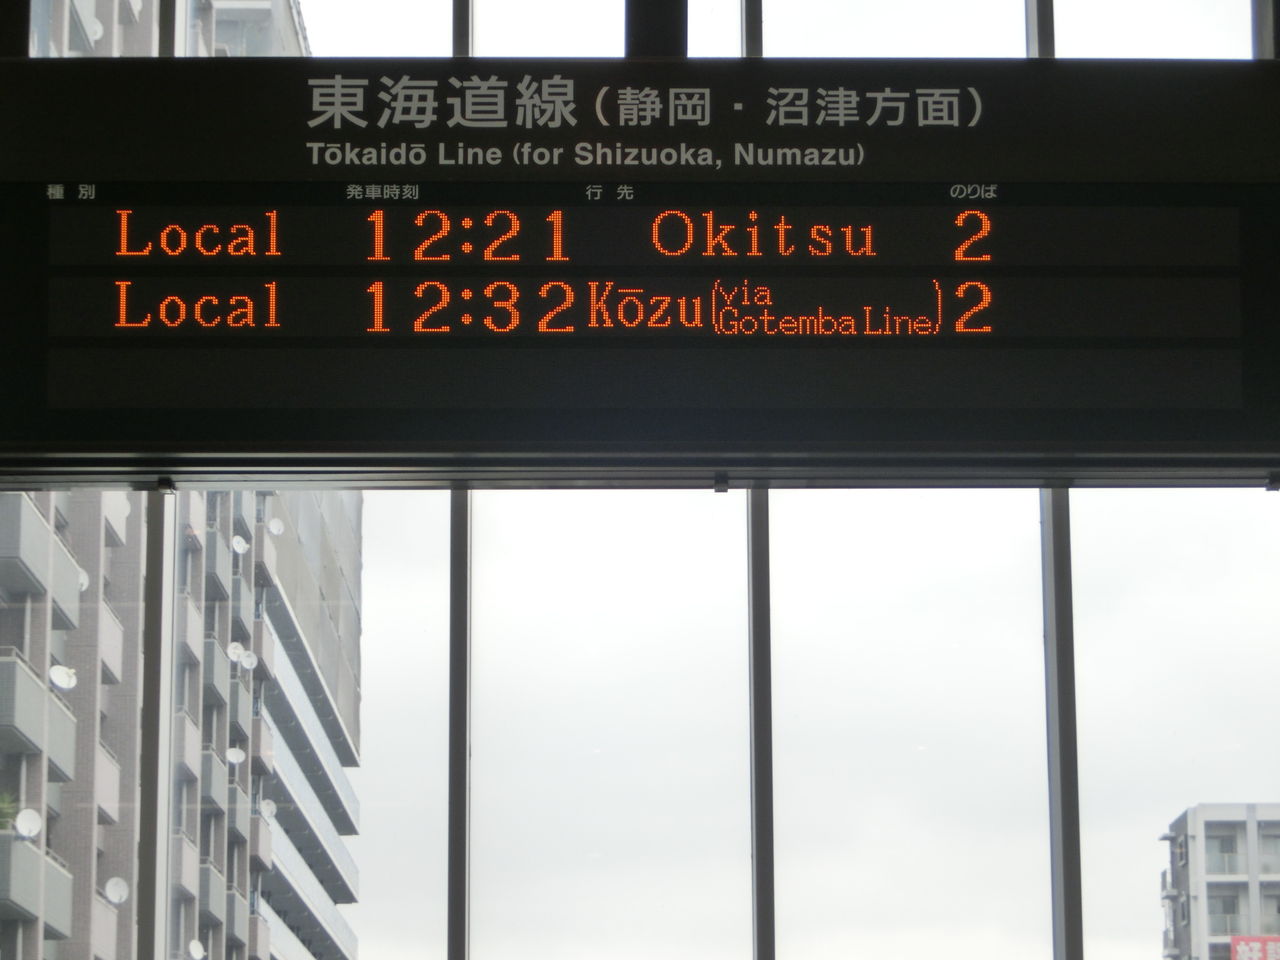 東海道線（静岡・沼津方面）
Tōkaidō Line (for Shizuoka, Numazu)
種別 発車時刻 行先 のりば
Local 12:21 Okitsu 2
Local 12:32 Kōzu (via Gotemba Line) 2